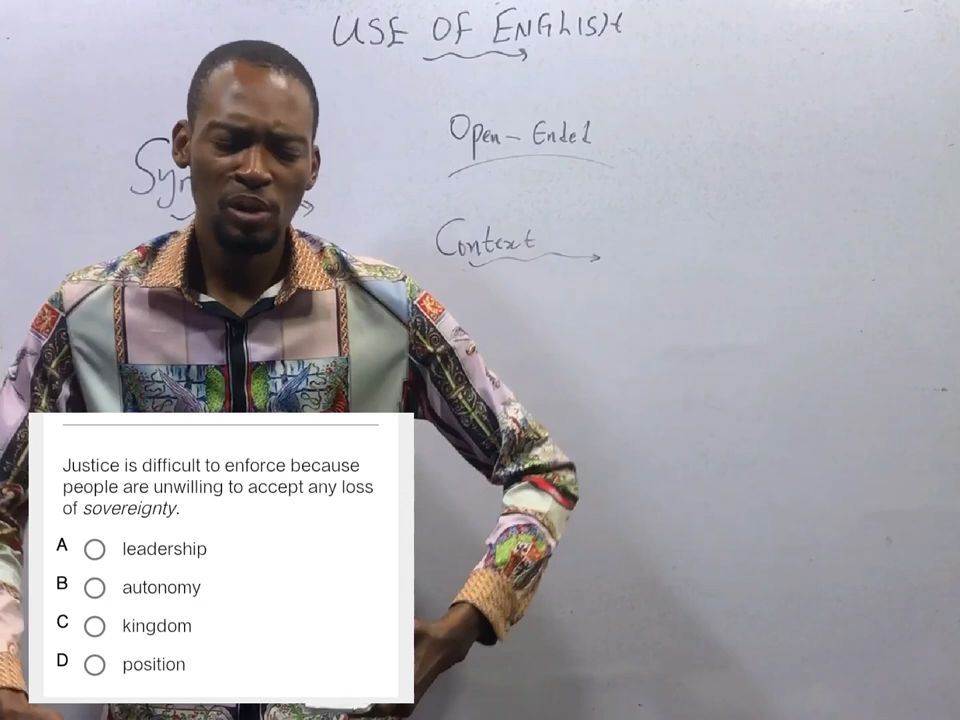 USE OF ENGLISH
Open-Ended
Syn
Context
Justice is difficult to enforce because
people are unwilling to accept any loss
of sovereignty.
A leadership
B autonomy
C kingdom
D position